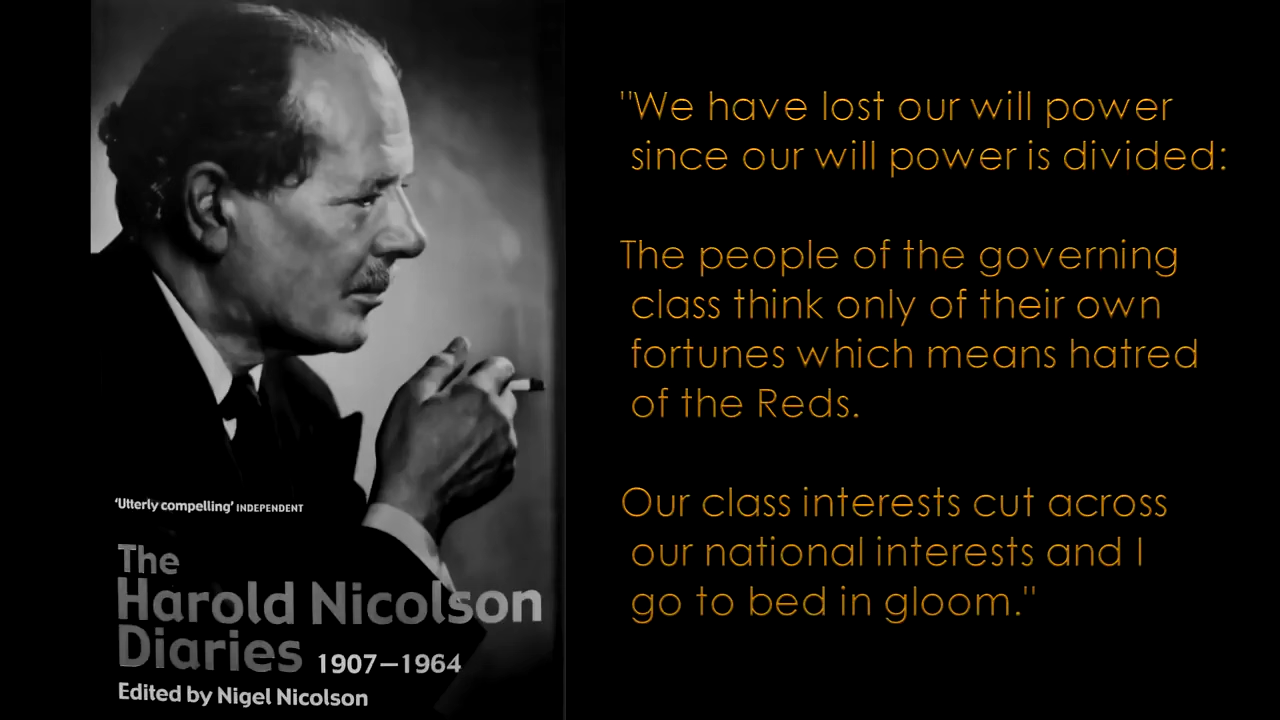 'Utterly compelling' INDEPENDENT
The
Harold Nicolson
Diaries 1907–1964
Edited by Nigel Nicolson
"We have lost our will power
since our will power is divided:
The people of the governing
class think only of their own
fortunes which means hatred
of the Reds.
Our class interests cut across
our national interests and I
go to bed in gloom."